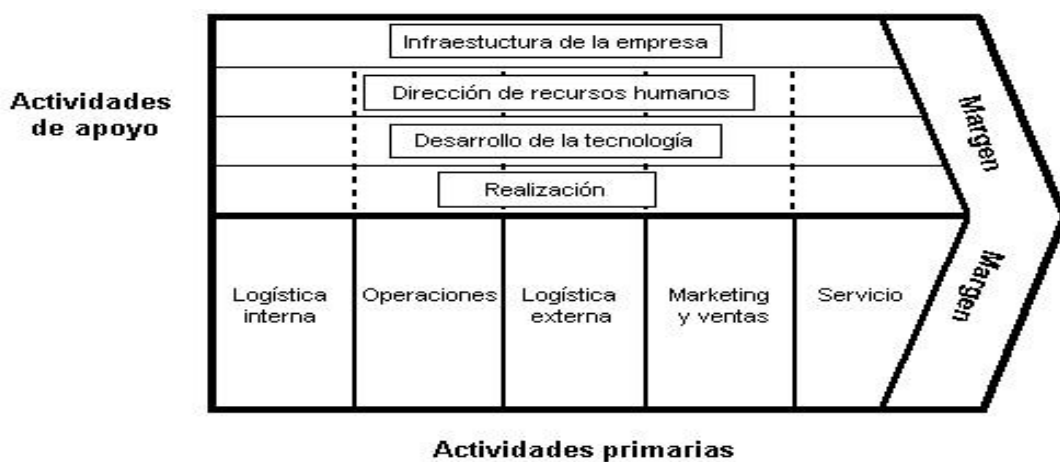 Infraestuctura de la empresa
Actividades
de apoyo
Dirección de recursos humanos
Desarrollo de la tecnología
Realización
Margen
Margen
Logística
interna
Operaciones
Logística
externa
Marketing
y ventas
Servicio
Actividades primarias